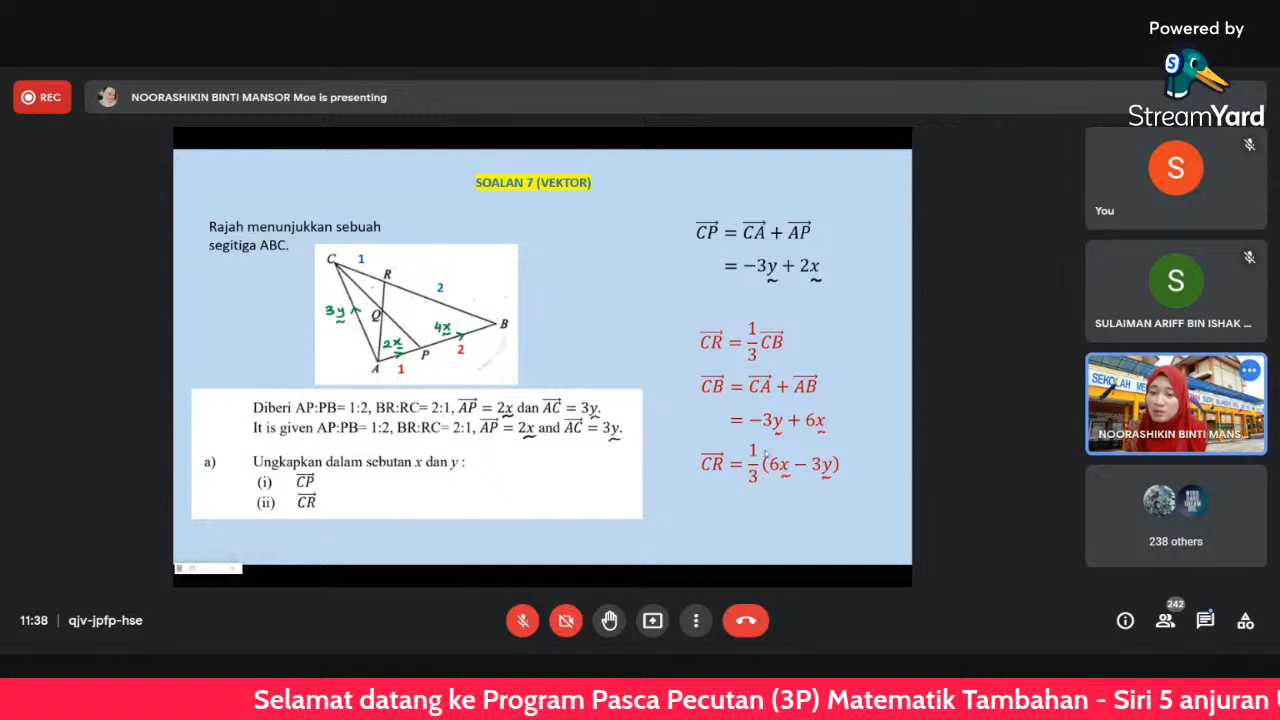 Powered by
StreamYard
REC
NOORASHIKIN BINTI MANSOR Moe is presenting
SOALAN 7 (VEKTOR)
Rajah menunjukkan sebuah
segitiga ABC.
C 1
R
2
3y
Q
4x
B
2x
P
2
A 1
Diberi AP:PB= 1:2, BR:RC= 2:1, AP = 2x dan AC = 3y.
It is given AP:PB= 1:2, BR:RC= 2:1, AP = 2x and AC = 3y.
a) Ungkapkan dalam sebutan x dan y :
(i) CP
(ii) CR
CP = CA + AP
= −3y + 2x
CR = 1/3 CB
CB = CA + AB
= −3y + 6x
CR = 1/3 (6x − 3y)
S
You
S
SULAIMAN ARIFF BIN ISHAK ...
SEKOLAH
NOORASHIKIN BINTI MANS...
238 others
11:38 | qjv-jpfp-hse
242
Selamat datang ke Program Pasca Pecutan (3P) Matematik Tambahan - Siri 5 anjuran